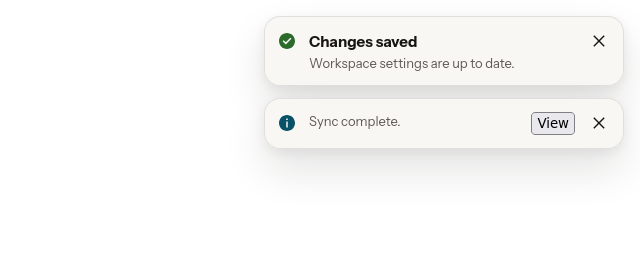 Changes saved
Workspace settings are up to date.
Sync complete.
View